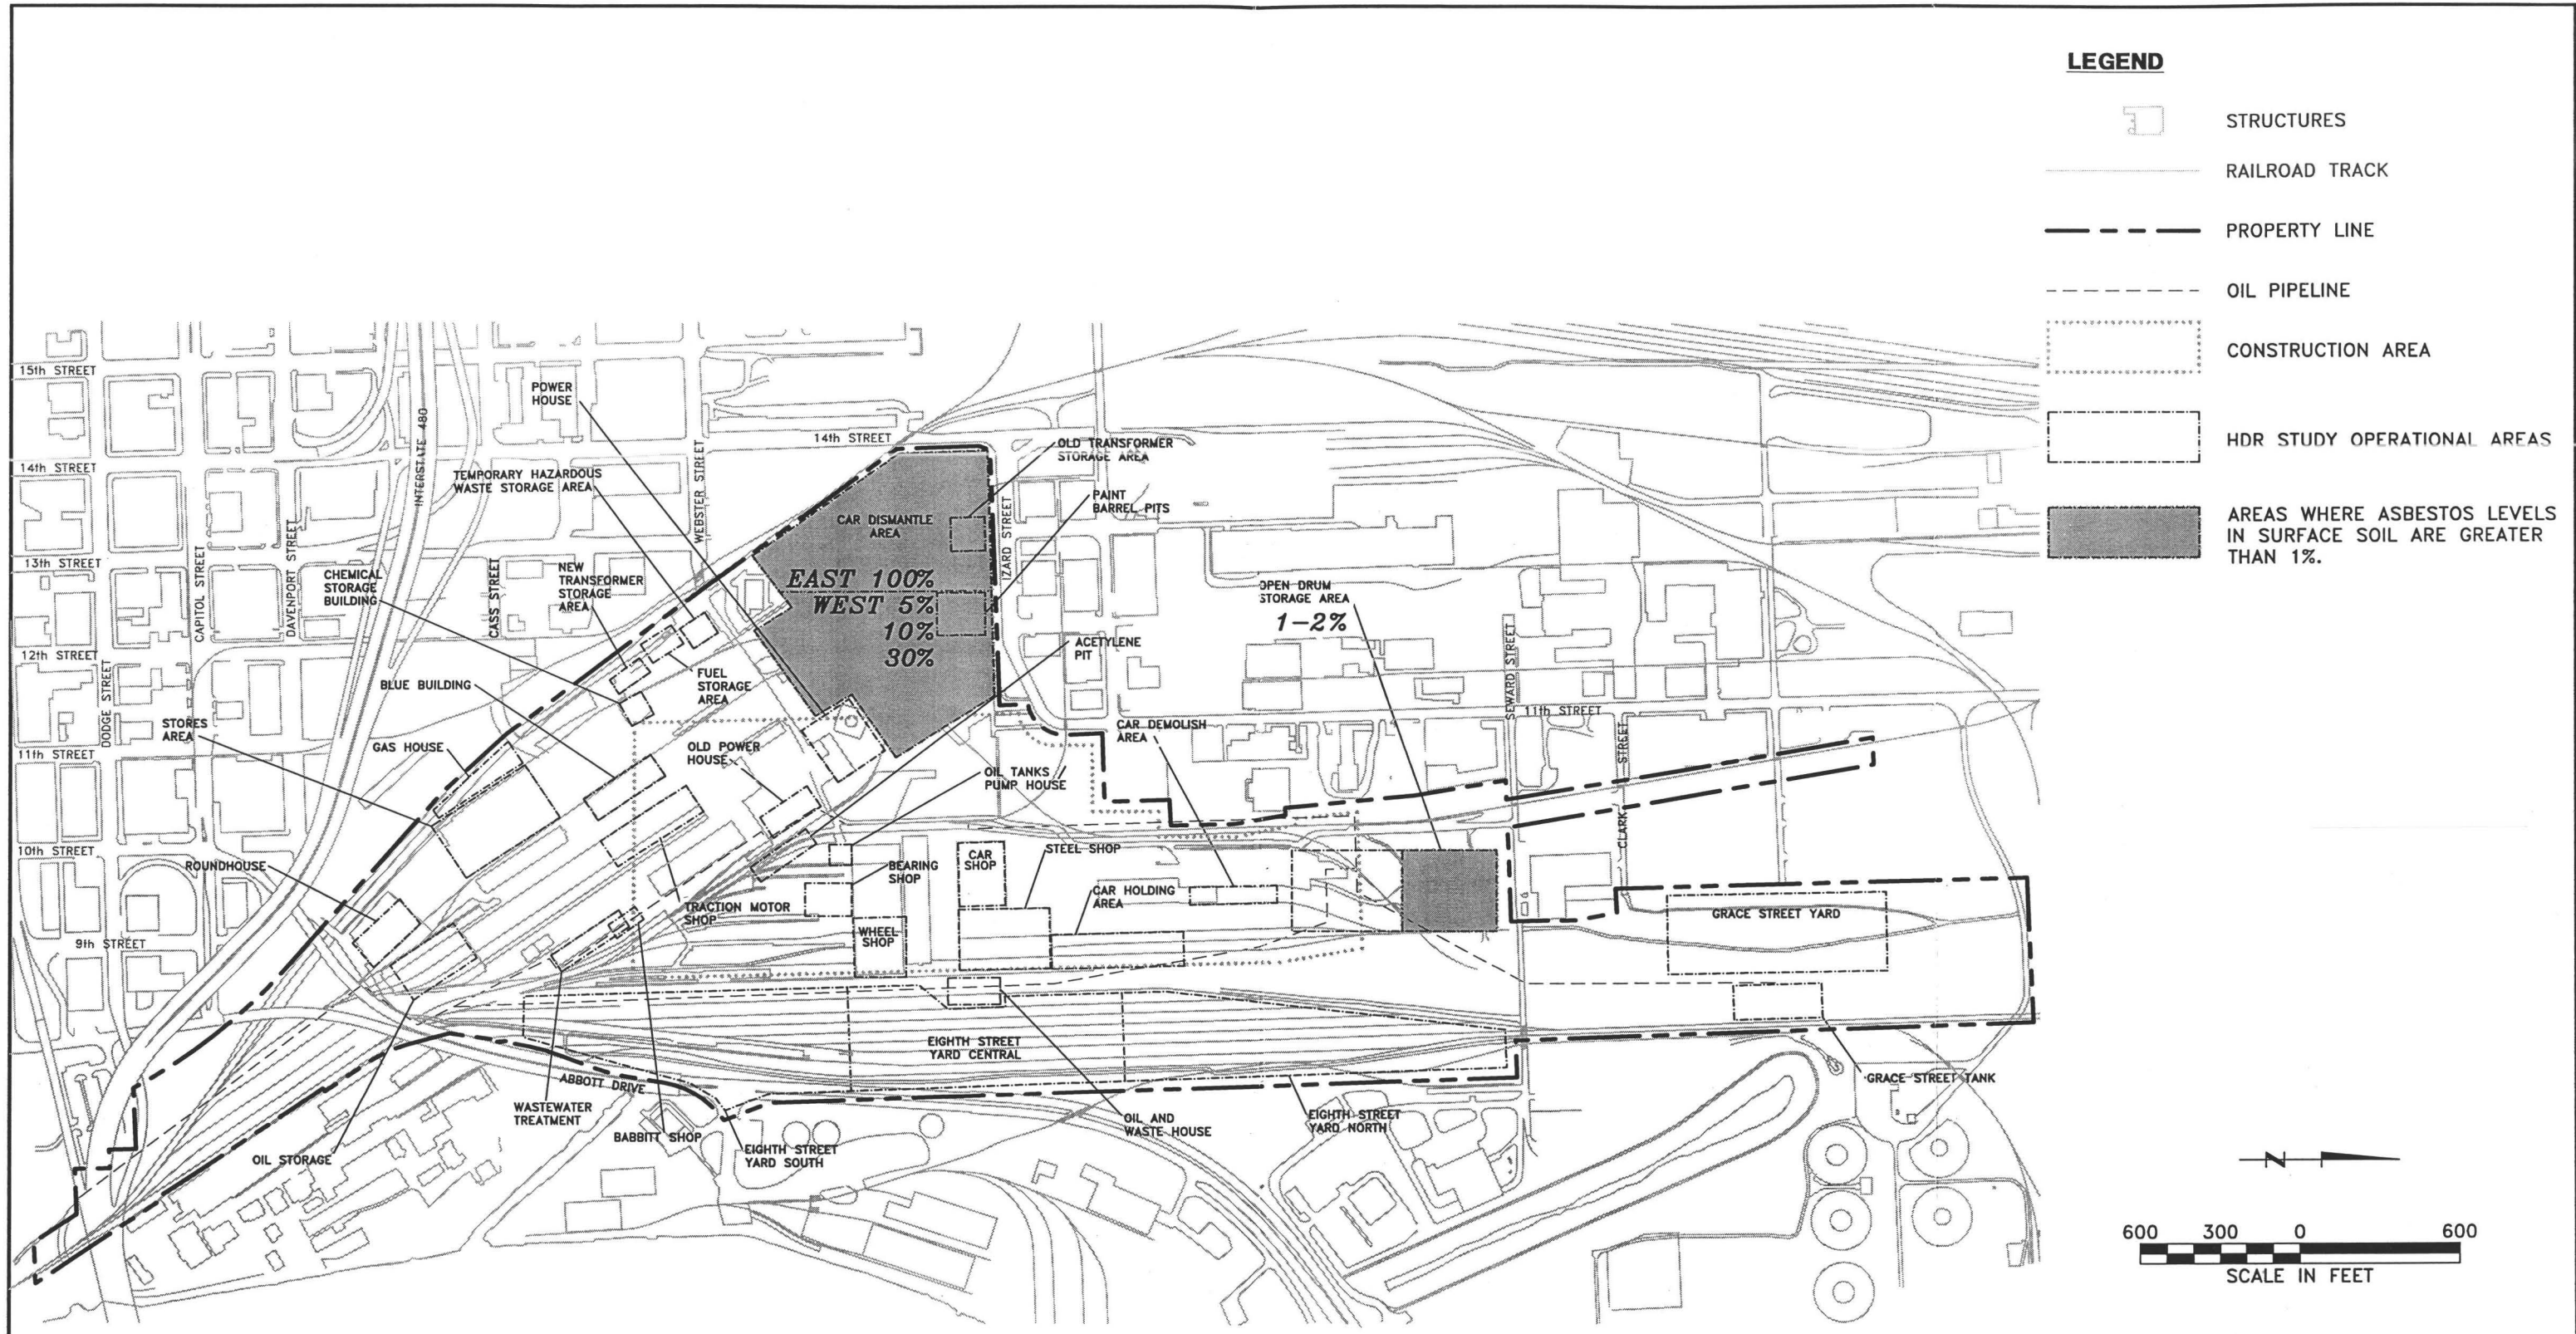 LEGEND
STRUCTURES
RAILROAD TRACK
PROPERTY LINE
OIL PIPELINE
CONSTRUCTION AREA
HDR STUDY OPERATIONAL AREAS
AREAS WHERE ASBESTOS LEVELS
IN SURFACE SOIL ARE GREATER
THAN 1%.
15th STREET
14th STREET
13th STREET
12th STREET
11th STREET
10th STREET
9th STREET
DODGE STREET
CAPITOL STREET
DAVENPORT STREET
INTERSTATE 480
CASS STREET
WEBSTER STREET
14th STREET
IZARD STREET
SEWARD STREET
11th STREET
CLARK STREET
ABBOTT DRIVE
POWER
HOUSE
TEMPORARY HAZARDOUS
WASTE STORAGE AREA
NEW
TRANSFORMER
STORAGE
AREA
CHEMICAL
STORAGE
BUILDING
FUEL
STORAGE
AREA
BLUE BUILDING
STORES
AREA
GAS HOUSE
OLD POWER
HOUSE
ROUNDHOUSE
CAR DISMANTLE
AREA
EAST 100%
WEST 5%
10%
30%
OLD TRANSFORMER
STORAGE AREA
PAINT
BARREL PITS
ACETYLENE
PIT
OPEN DRUM
STORAGE AREA
1-2%
CAR DEMOLISH
AREA
OIL TANKS
PUMP HOUSE
STEEL SHOP
CAR
SHOP
BEARING
SHOP
CAR HOLDING
AREA
TRACTION MOTOR
SHOP
WHEEL
SHOP
GRACE STREET YARD
EIGHTH STREET
YARD CENTRAL
GRACE STREET TANK
WASTEWATER
TREATMENT
BABBITT SHOP
EIGHTH STREET
YARD SOUTH
OIL AND
WASTE HOUSE
EIGHTH STREET
YARD NORTH
OIL STORAGE
N
600 300 0 600
SCALE IN FEET